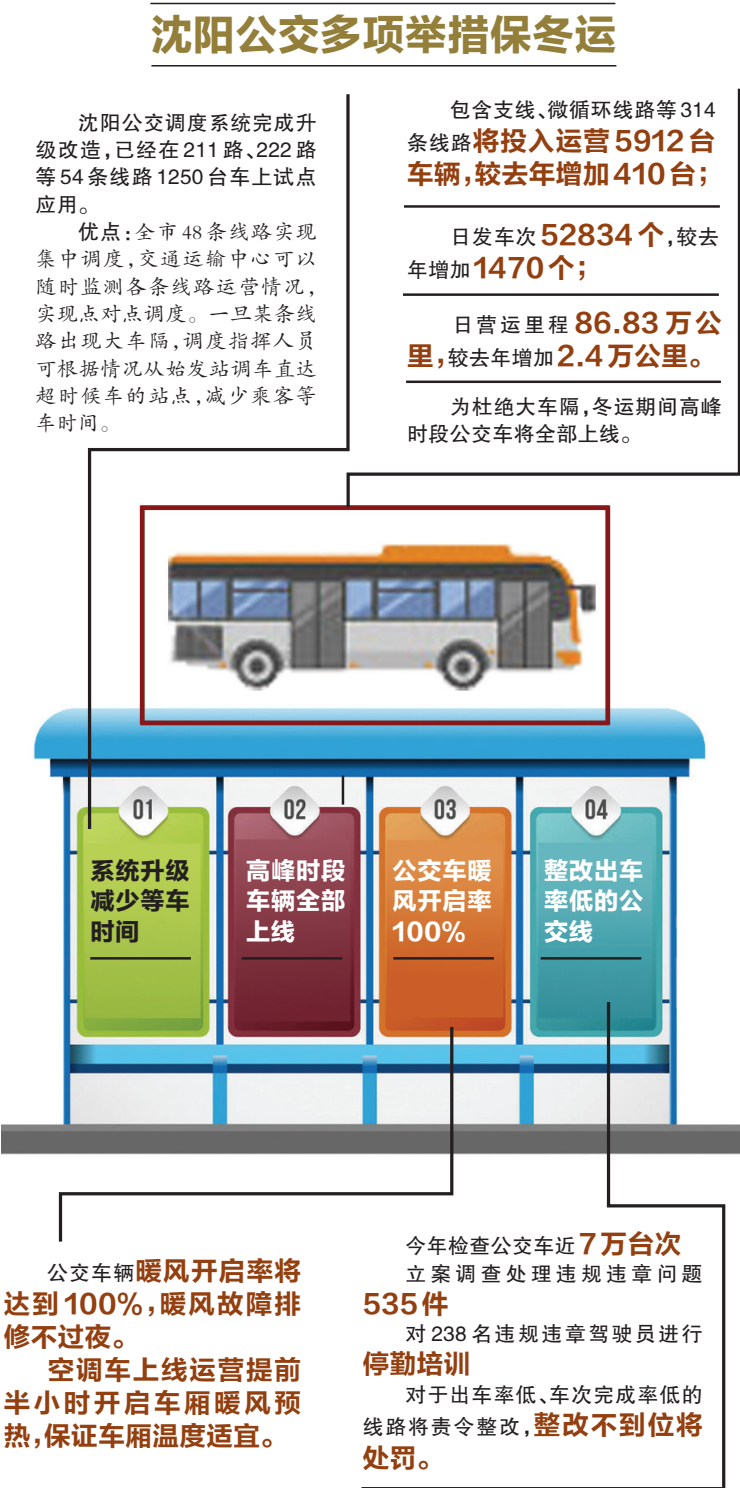 沈阳公交多项举措保冬运
沈阳公交调度系统完成升
级改造,已经在211路、222路
等54条线路1250台车上试点
应用。
优点:全市48条线路实现
集中调度,交通运输中心可以
随时监测各条线路运营情况,
实现点对点调度。一旦某条线
路出现大车隔,调度指挥人员
可根据情况从始发站调车直达
超时候车的站点,减少乘客等
车时间。
包含支线、微循环线路等314
条线路将投入运营5912台
车辆,较去年增加410台;
日发车次52834个,较去
年增加1470个;
日营运里程86.83万公
里,较去年增加2.4万公里。
为杜绝大车隔,冬运期间高峰
时段公交车将全部上线。
01
系统升级
减少等车
时间
02
高峰时段
车辆全部
上线
03
公交车暖
风开启率
100%
04
整改出车
率低的公
交线
公交车辆暖风开启率将
达到100%,暖风故障排
修不过夜。
空调车上线运营提前
半小时开启车厢暖风预
热,保证车厢温度适宜。
今年检查公交车近7万台次
立案调查处理违规违章问题
535件
对238名违规违章驾驶员进行
停勤培训
对于出车率低、车次完成率低的
线路将责令整改,整改不到位将
处罚。